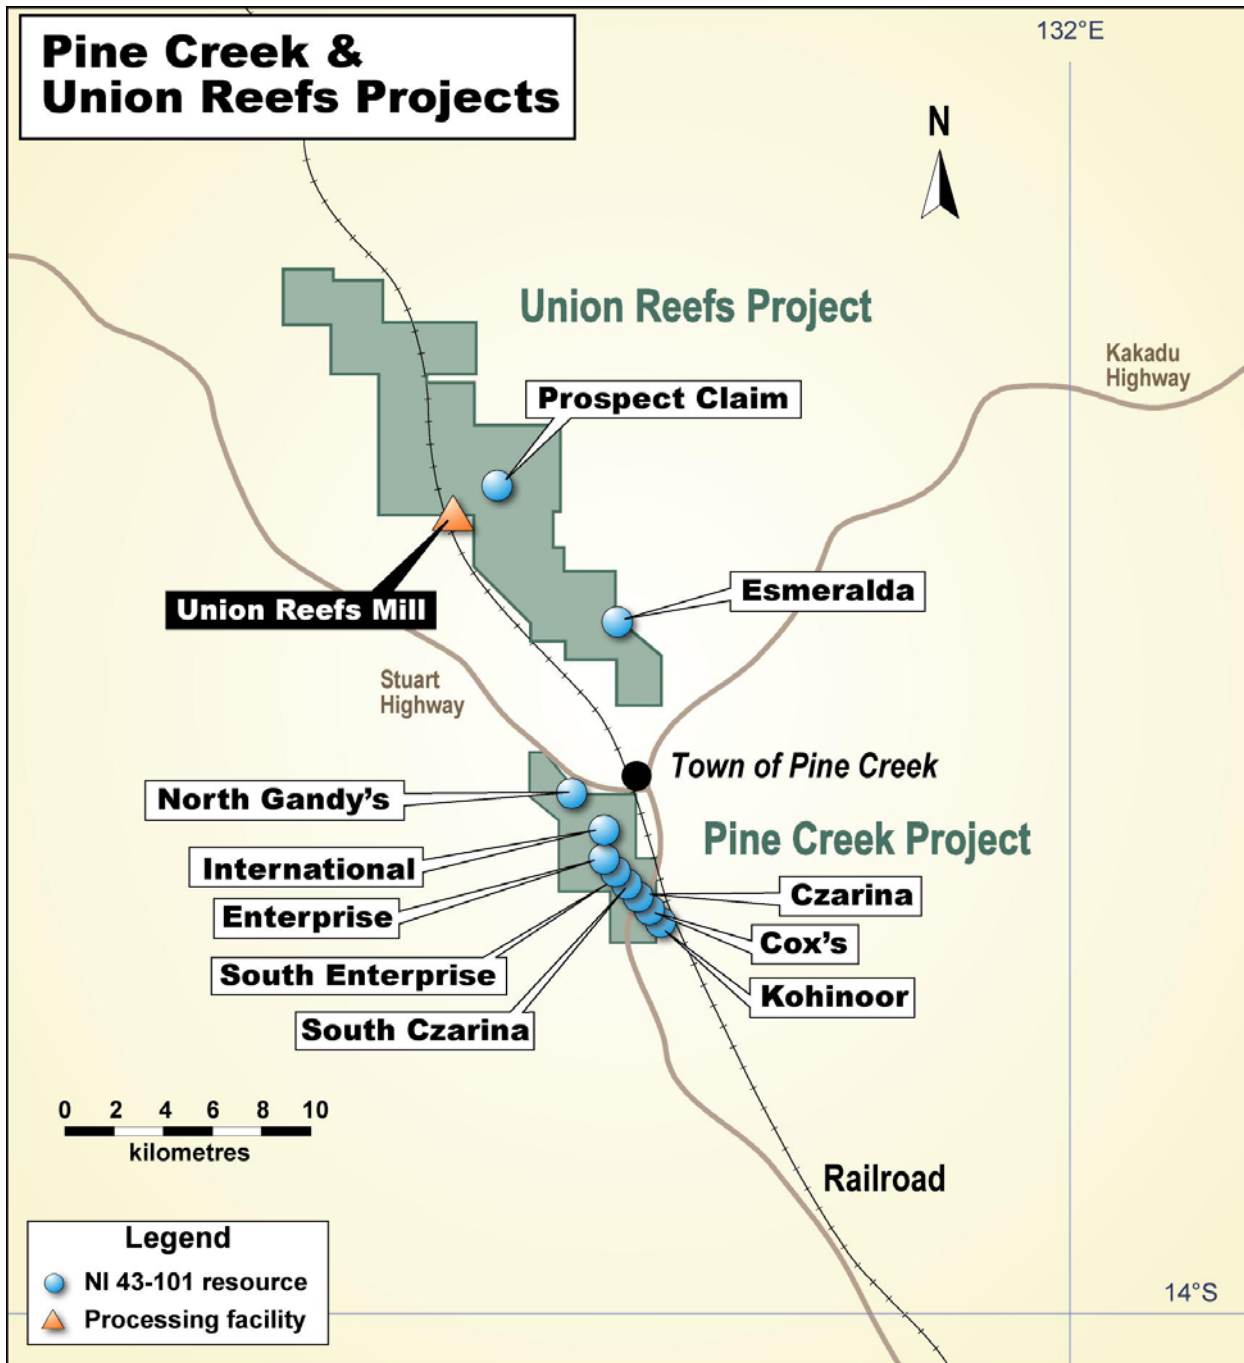 Pine Creek &
Union Reefs Projects
132°E
N
Union Reefs Project
Kakadu
Highway
Prospect Claim
Esmeralda
Union Reefs Mill
Stuart
Highway
Town of Pine Creek
North Gandy's
Pine Creek Project
International
Czarina
Enterprise
Cox's
South Enterprise
Kohinoor
South Czarina
0 2 4 6 8 10
kilometres
Railroad
Legend
NI 43-101 resource
Processing facility
14°S